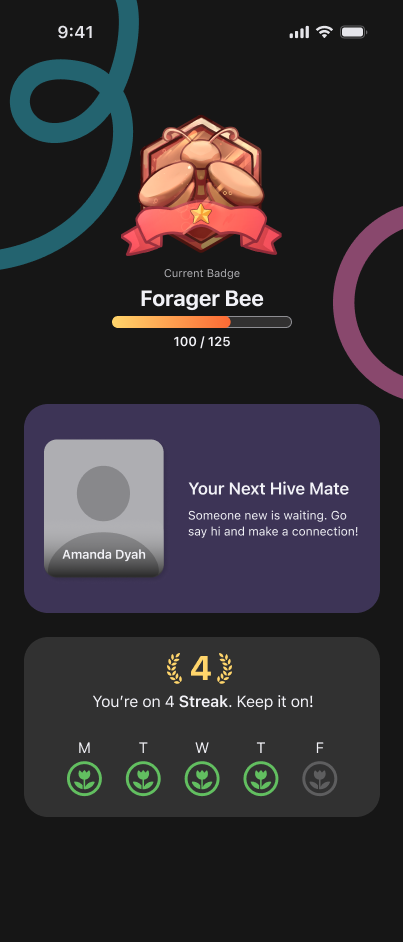 9:41
Current Badge
Forager Bee
100 / 125
Your Next Hive Mate
Someone new is waiting. Go
say hi and make a connection!
Amanda Dyah
4
You’re on 4 Streak. Keep it on!
M T W T F